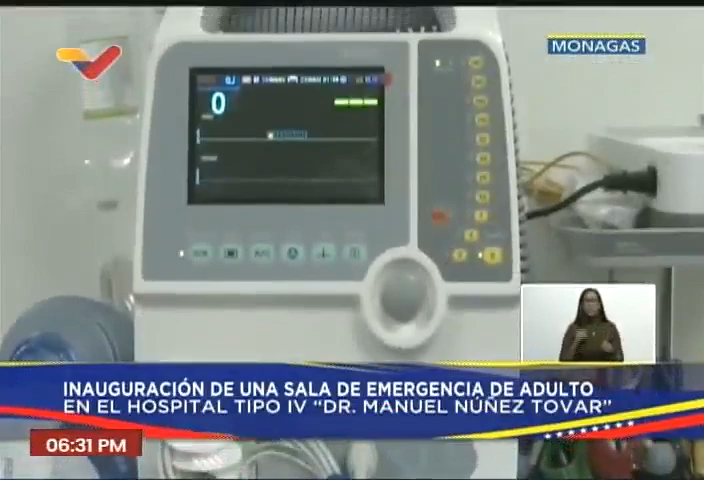 MONAGAS
0
INAUGURACIÓN DE UNA SALA DE EMERGENCIA DE ADULTO
EN EL HOSPITAL TIPO IV "DR. MANUEL NÚÑEZ TOVAR"
06:31 PM